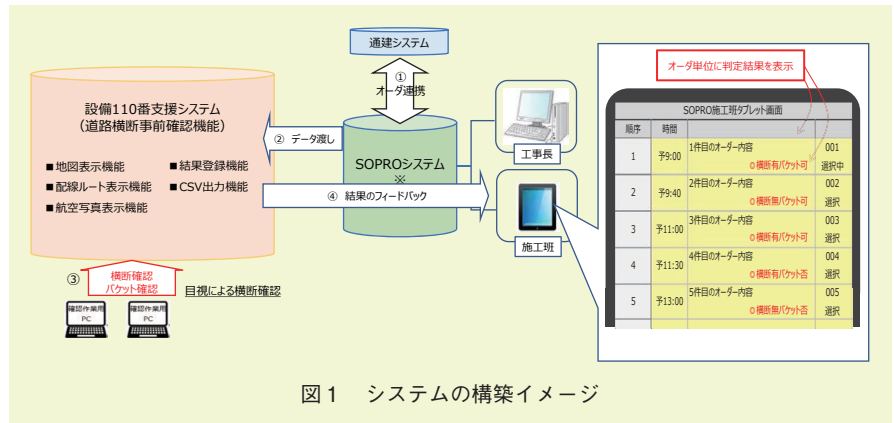 通建システム
①
オーダ連携
設備110番支援システム
（道路横断事前確認機能）
■地図表示機能
■配線ルート表示機能
■航空写真表示機能
■結果登録機能
■CSV出力機能
② データ渡し
SOPROシステム
※
④ 結果のフィードバック
工事長
施工班
③
横断確認
バケット確認
目視による横断確認
確認作業用
PC
確認作業用
PC
オーダ単位に判定結果を表示
SOPRO施工班タブレット画面
順序 時間
1 予9:00 1件目のオーダー内容 001
0 横断有バケット可 選択中
2 予9:40 2件目のオーダー内容 002
0 横断無バケット可 選択
3 予11:00 3件目のオーダー内容 003
0 横断有バケット可 選択
4 予11:30 4件目のオーダー内容 004
0 横断有バケット否 選択
5 予13:00 5件目のオーダー内容 005
0 横断無バケット否 選択
図1 システムの構築イメージ